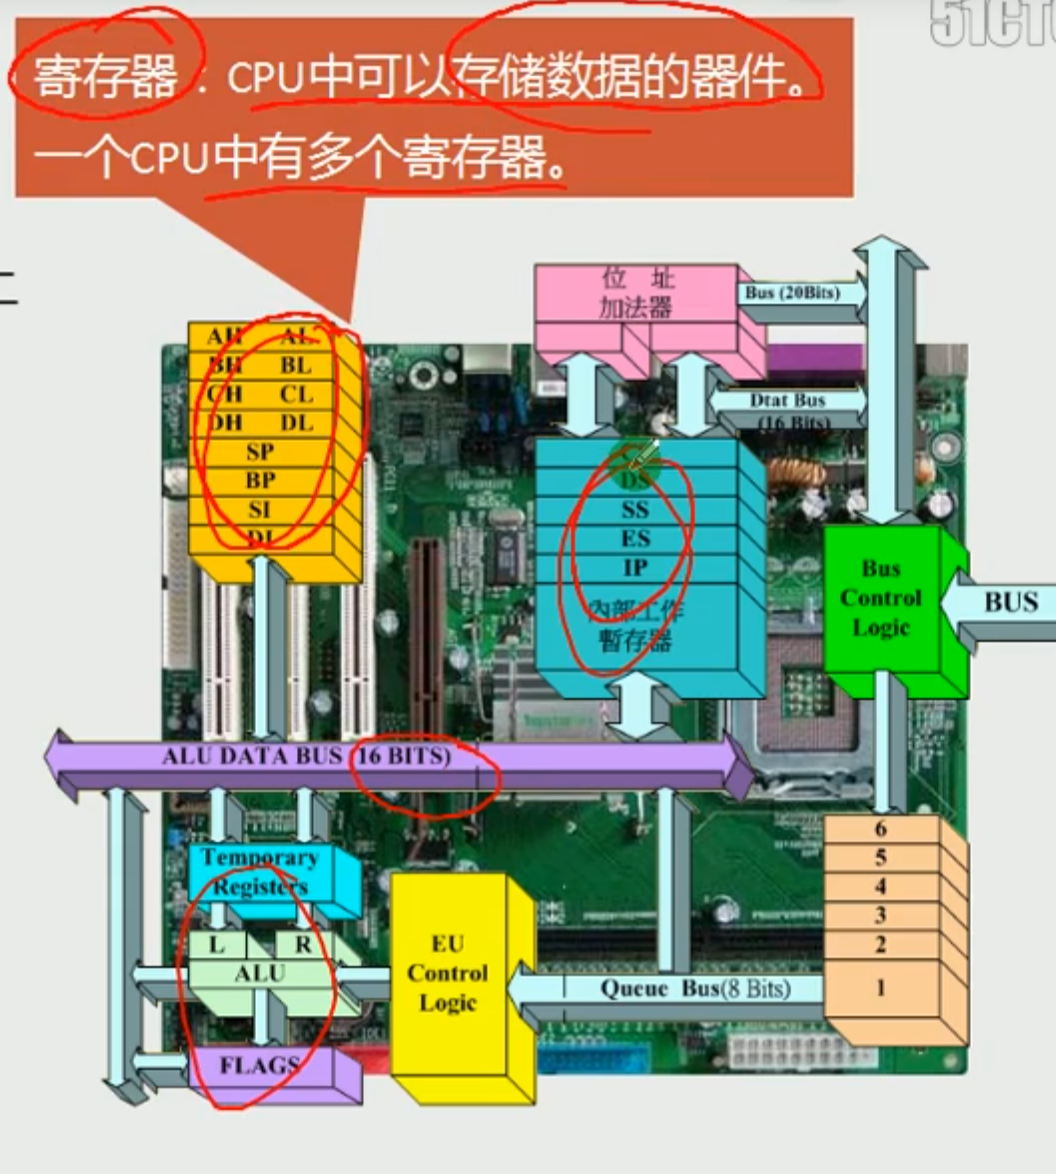 51CT
寄存器：CPU中可以存储数据的器件。
一个CPU中有多个寄存器。
位 址
加法器
Bus (20Bits)
AH AL
BH BL
CH CL
DH DL
SP
BP
SI
DI
Dtat Bus
(16 Bits)
DS
SS
ES
IP
內部工作
暫存器
Bus
Control
Logic
BUS
ALU DATA BUS (16 BITS)
Temporary
Registers
L R
ALU
FLAGS
EU
Control
Logic
Queue Bus(8 Bits)
6
5
4
3
2
1